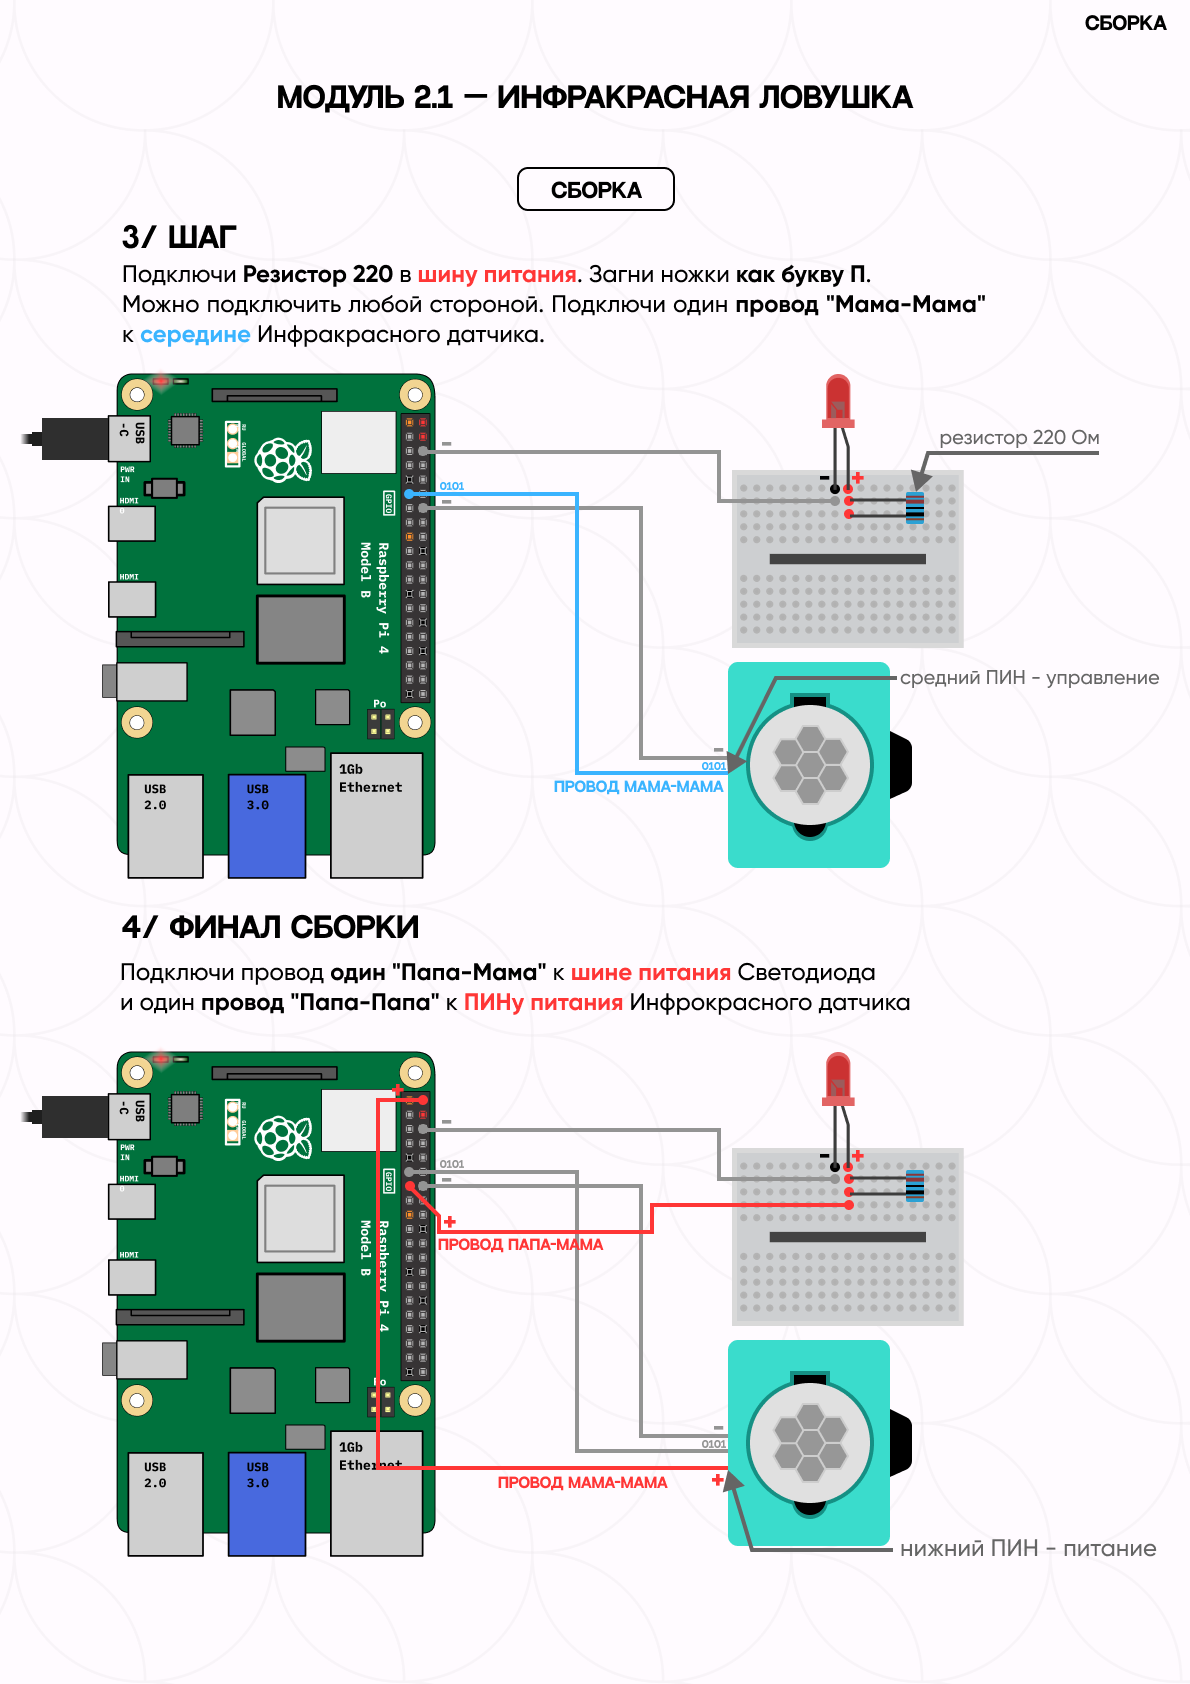 СБОРКА
МОДУЛЬ 2.1 — ИНФРАКРАСНАЯ ЛОВУШКА
СБОРКА
3/ ШАГ
Подключи Резистор 220 в шину питания. Загни ножки как букву П.
Можно подключить любой стороной. Подключи один провод "Мама-Мама"
к середине Инфракрасного датчика.
USB
-C
PWR
IN
HDMI
0
HDMI
GLOBAL
GPIO
Raspberry Pi 4
Model B
Po
USB
2.0
USB
3.0
1Gb
Ethernet
–
0101
–
–
+
резистор 220 Ом
средний ПИН - управление
–
0101
ПРОВОД МАМА-МАМА
4/ ФИНАЛ СБОРКИ
Подключи провод один "Папа-Мама" к шине питания Светодиода
и один провод "Папа-Папа" к ПИНу питания Инфрокрасного датчика
USB
-C
PWR
IN
HDMI
0
HDMI
GLOBAL
GPIO
Raspberry Pi 4
Model B
Po
USB
2.0
USB
3.0
1Gb
Ethernet
+
–
0101
–
+
ПРОВОД ПАПА-МАМА
–
+
–
0101
ПРОВОД МАМА-МАМА
+
нижний ПИН - питание